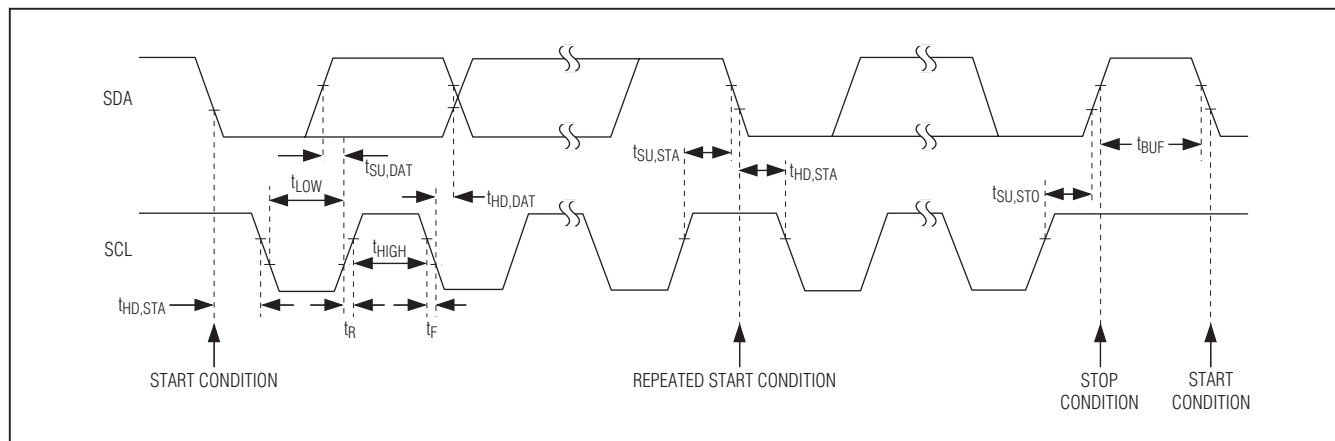 SDA
tSU,STA
tBUF
tSU,DAT
tHD,STA
tLOW
tHD,DAT
tSU,STO
SCL
tHIGH
tHD,STA
tR
tF
START CONDITION
REPEATED START CONDITION
STOP
CONDITION
START
CONDITION